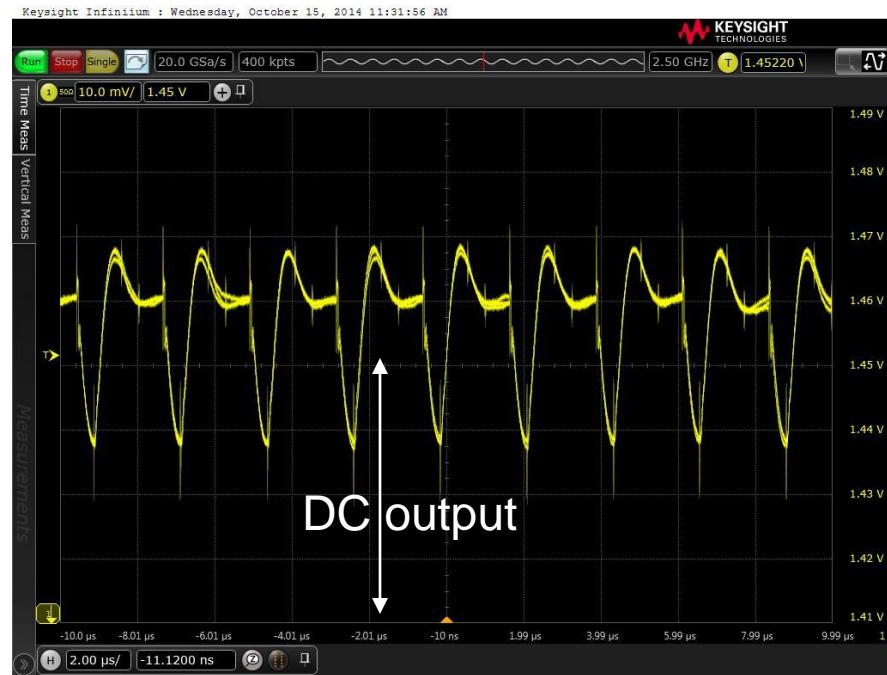 Keysight Infiniium : Wednesday, October 15, 2014 11:31:56 AM
KEYSIGHT
TECHNOLOGIES
Run Stop Single 20.0 GSa/s 400 kpts 2.50 GHz T 1.45220 V
1 50Ω 10.0 mV/ 1.45 V
Time Meas
Vertical Meas
Measurements
1.49 V
1.48 V
1.47 V
1.46 V
T
1.45 V
1.44 V
1.43 V
DC output
1.42 V
1.41 V
1
-10.0 µs -8.01 µs -6.01 µs -4.01 µs -2.01 µs -10 ns 1.99 µs 3.99 µs 5.99 µs 7.99 µs 9.99 µs 1
H 2.00 µs/ -11.1200 ns Z